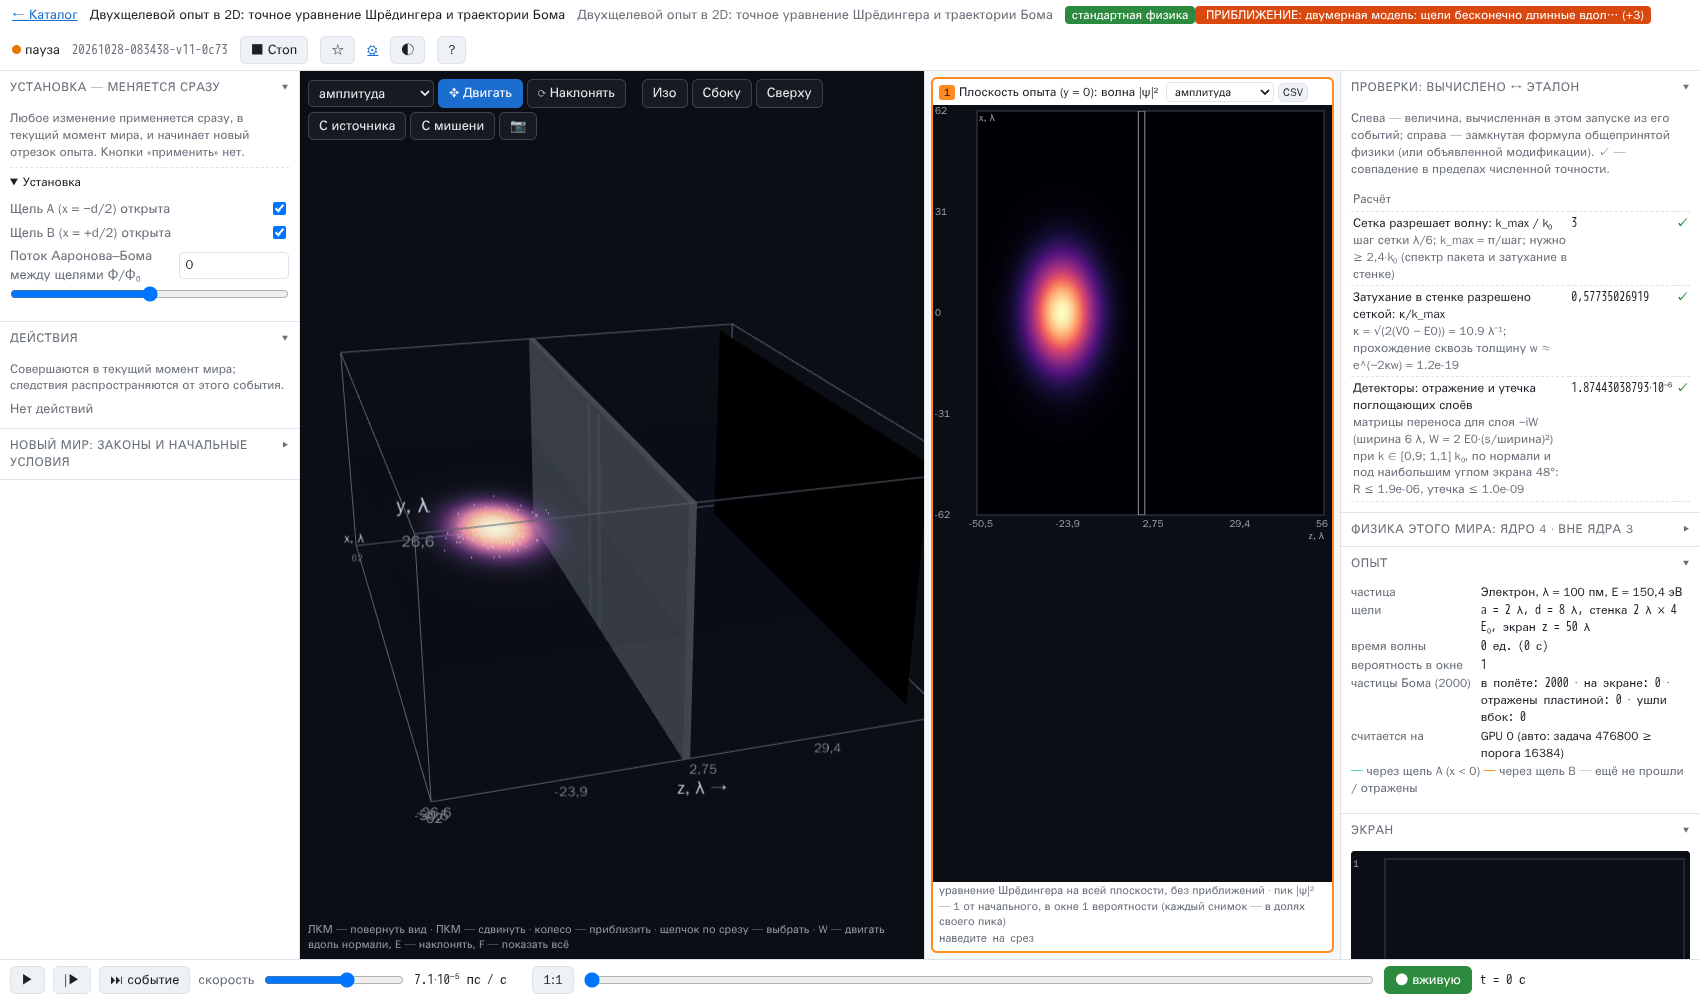 ← Каталог Двухщелевой опыт в 2D: точное уравнение Шрёдингера и траектории Бома Двухщелевой опыт в 2D: точное уравнение Шрёдингера и траектории Бома стандартная физика ПРИБЛИЖЕНИЕ: двумерная модель: щели бесконечно длинные вдол··· (+3)
пауза 20261028-083438-v11-0c73 Стоп ☆ ⚙ ◐ ?
УСТАНОВКА — МЕНЯЕТСЯ СРАЗУ
Любое изменение применяется сразу, в
текущий момент мира, и начинает новый
отрезок опыта. Кнопки «применить» нет.
▼ Установка
Щель A (x = −d/2) открыта
Щель B (x = +d/2) открыта
Поток Ааронова–Бома
между щелями Φ/Φ₀
0
ДЕЙСТВИЯ
Совершаются в текущий момент мира;
следствия распространяются от этого события.
Нет действий
НОВЫЙ МИР: ЗАКОНЫ И НАЧАЛЬНЫЕ
УСЛОВИЯ
амплитуда Двигать Наклонять Изо Сбоку Сверху
С источника С мишени
y, λ
x, λ
26,6
62
29,4
2,75
-23,9
z, λ →
ЛКМ — повернуть вид · ПКМ — сдвинуть · колесо — приблизить · щелчок по срезу — выбрать · W — двигать
вдоль нормали, E — наклонять, F — показать всё
1 Плоскость опыта (y = 0): волна |ψ|² амплитуда CSV
62
x, λ
31
0
-31
-62
-50,5 -23,9 2,75 29,4 56
z, λ
уравнение Шрёдингера на всей плоскости, без приближений · пик |ψ|²
— 1 от начального, в окне 1 вероятности (каждый снимок — в долях
своего пика)
наведите на срез
ПРОВЕРКИ: ВЫЧИСЛЕНО ↔ ЭТАЛОН
Слева — величина, вычисленная в этом запуске из его
событий; справа — замкнутая формула общепринятой
физики (или объявленной модификации). ✓ —
совпадение в пределах численной точности.
Расчёт
Сетка разрешает волну: k_max / k₀ 3 ✓
шаг сетки λ/6; k_max = π/шаг; нужно
≥ 2,4·k₀ (спектр пакета и затухание в
стенке)
Затухание в стенке разрешено 0,57735026919 ✓
сеткой: κ/k_max
κ = √(2(V0 − E0)) = 10.9 λ⁻¹;
прохождение сквозь толщину w ≈
e^(−2κw) = 1.2e-19
Детекторы: отражение и утечка 1.87443038793·10⁻⁶ ✓
поглощающих слоёв
матрицы переноса для слоя −iW
(ширина 6 λ, W = 2 E0·(s/ширина)²)
при k ∈ [0,9; 1,1] k₀, по нормали и
под наибольшим углом экрана 48°:
R ≤ 1.9e-06, утечка ≤ 1.0e-09
ФИЗИКА ЭТОГО МИРА: ЯДРО 4 · ВНЕ ЯДРА 3
ОПЫТ
частица Электрон, λ = 100 пм, E = 150,4 эВ
щели a = 2 λ, d = 8 λ, стенка 2 λ × 4
E₀, экран z = 50 λ
время волны 0 ед. (0 с)
вероятность в окне 1
частицы Бома (2000) в полёте: 2000 · на экране: 0 ·
отражены пластиной: 0 · ушли
вбок: 0
считается на GPU 0 (авто: задача 476800 ≥
порога 16384)
— через щель A (x < 0) — через щель B — ещё не прошли
/ отражены
ЭКРАН
1
событие скорость 7.1·10⁻⁵ пс / с 1:1 вживую t = 0 с